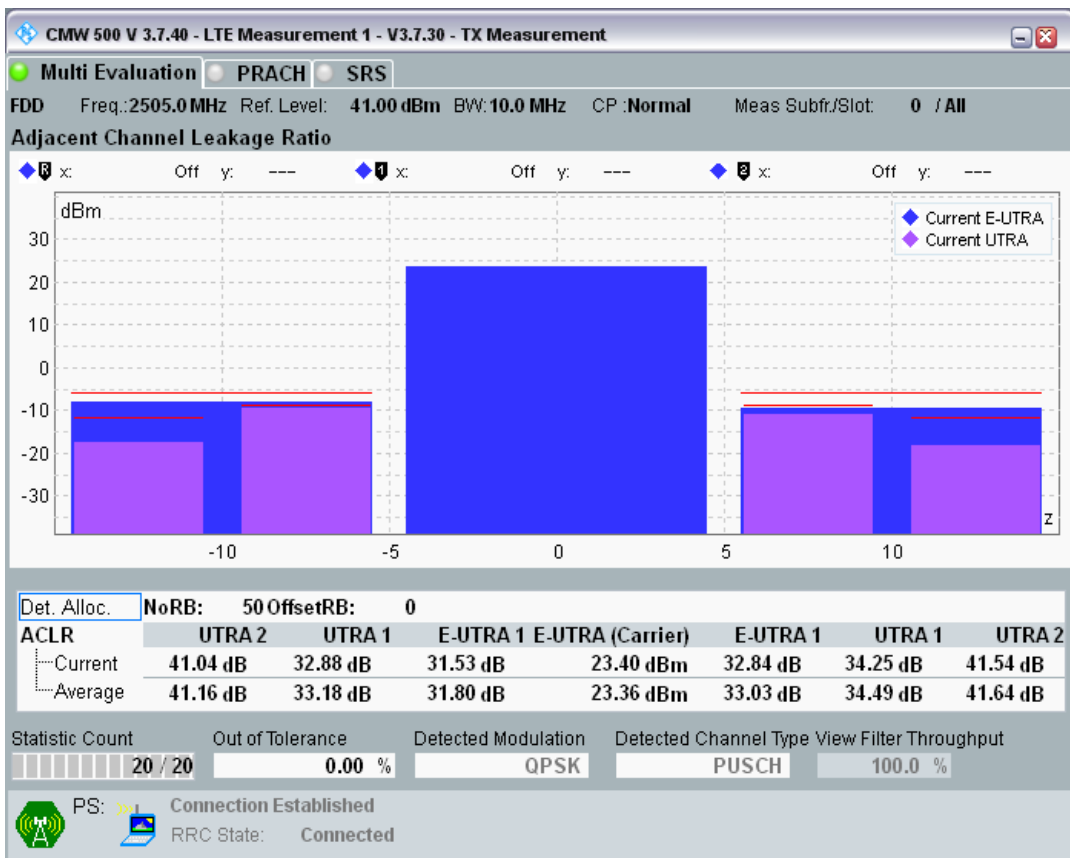 CMW 500 V 3.7.40 - LTE Measurement 1 - V3.7.30 - TX Measurement
Multi Evaluation PRACH SRS
FDD Freq.:2505.0 MHz Ref. Level: 41.00 dBm BW:10.0 MHz CP :Normal Meas Subfr./Slot: 0 / All
Adjacent Channel Leakage Ratio
R x: Off y: --- 1 x: Off y: --- 2 x: Off y: ---
dBm
Current E-UTRA
Current UTRA
30
20
10
0
-10
-20
-30
z
-10 -5 0 5 10
Det. Alloc. NoRB: 50 OffsetRB: 0
ACLR UTRA 2 UTRA 1 E-UTRA 1 E-UTRA (Carrier) E-UTRA 1 UTRA 1 UTRA 2
Current 41.04 dB 32.88 dB 31.53 dB 23.40 dBm 32.84 dB 34.25 dB 41.54 dB
Average 41.16 dB 33.18 dB 31.80 dB 23.36 dBm 33.03 dB 34.49 dB 41.64 dB
Statistic Count Out of Tolerance Detected Modulation Detected Channel Type View Filter Throughput
20 / 20 0.00 % QPSK PUSCH 100.0 %
PS: Connection Established
RRC State: Connected